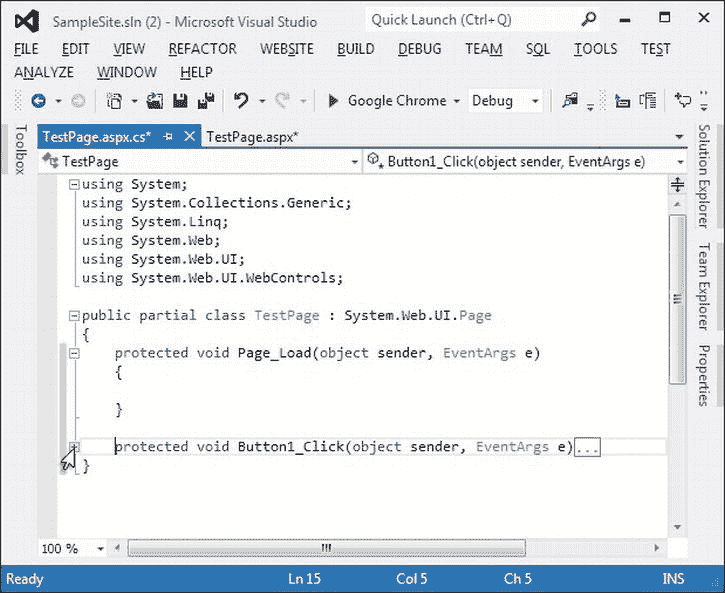 SampleSite.sln (2) - Microsoft Visual Studio
Quick Launch (Ctrl+Q)
FILE EDIT VIEW REFACTOR WEBSITE BUILD DEBUG TEAM SQL TOOLS TEST
ANALYZE WINDOW HELP
Google Chrome Debug
Toolbox
TestPage.aspx.cs* TestPage.aspx*
TestPage Button1_Click(object sender, EventArgs e)
using System;
using System.Collections.Generic;
using System.Linq;
using System.Web;
using System.Web.UI;
using System.Web.UI.WebControls;
public partial class TestPage : System.Web.UI.Page
{
protected void Page_Load(object sender, EventArgs e)
{
}
protected void Button1_Click(object sender, EventArgs e)...
}
Solution Explorer
Team Explorer
Properties
100 %
Ready Ln 15 Col 5 Ch 5 INS